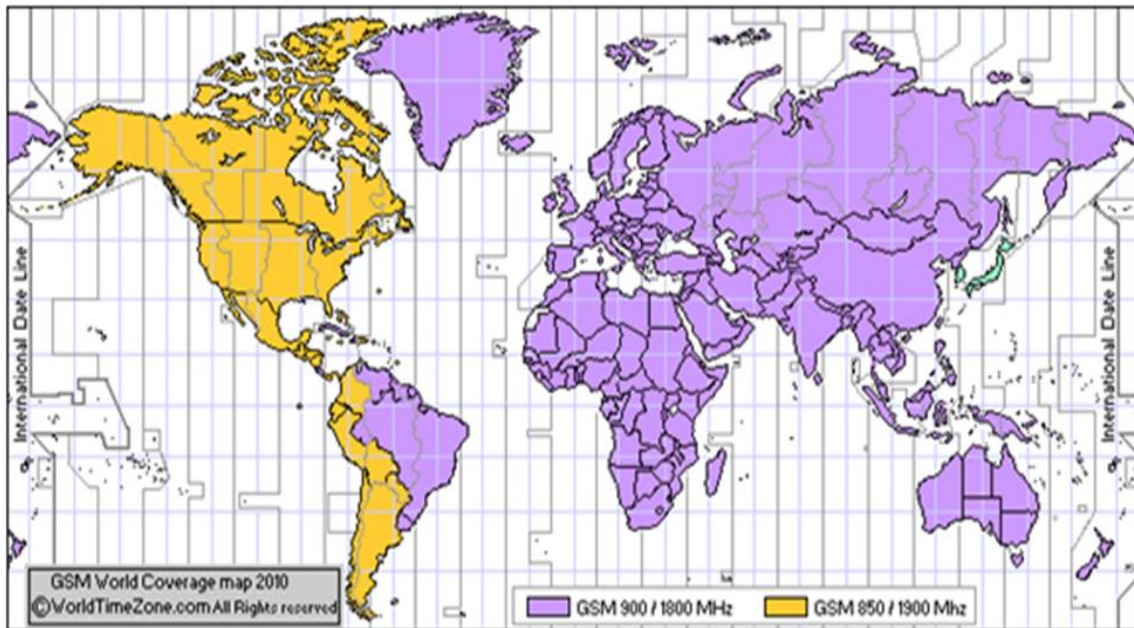 International Date Line
International Date Line
GSM World Coverage map 2010
©WorldTimeZone.com All Rights reserved
GSM 900 / 1800 MHz
GSM 850 / 1900 Mhz